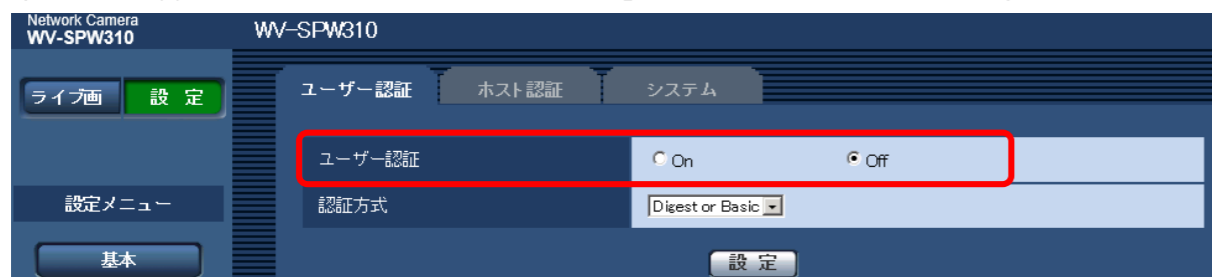 Network Camera
WV-SPW310
WV-SPW310
ライブ画 設 定
ユーザー認証 ホスト認証 システム
ユーザー認証 On Off
設定メニュー
認証方式 Digest or Basic
基本
設 定